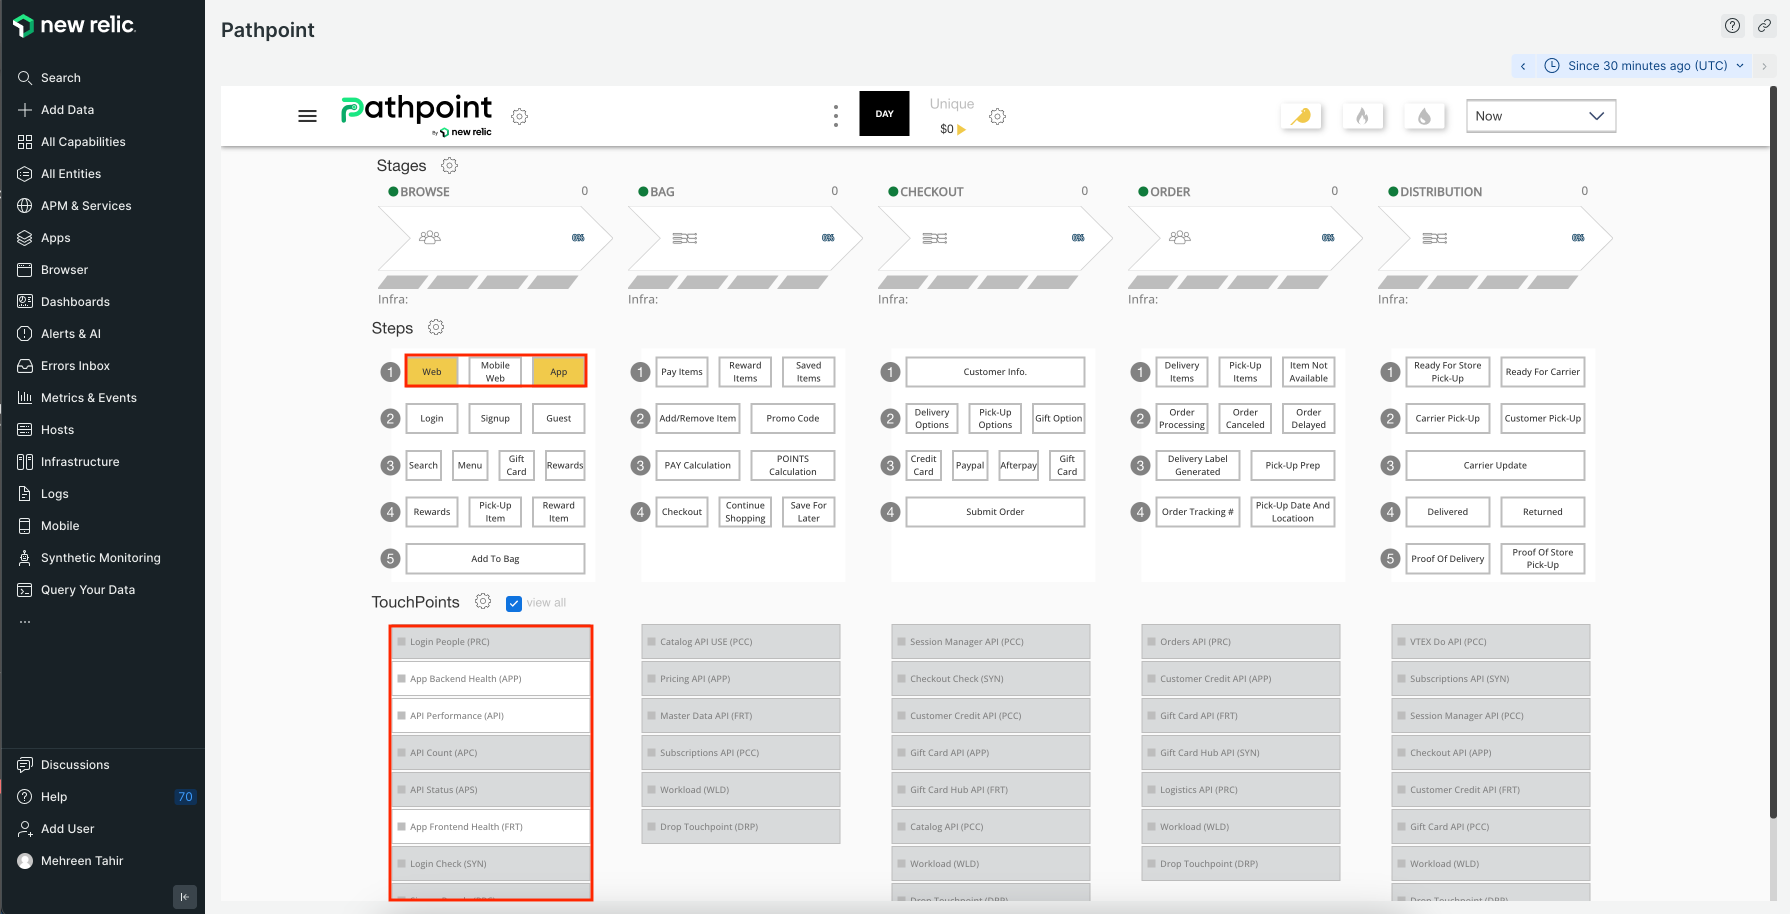 new relic.
Pathpoint
Search
Add Data
All Capabilities
All Entities
APM & Services
Apps
Browser
Dashboards
Alerts & AI
Errors Inbox
Metrics & Events
Hosts
Infrastructure
Logs
Mobile
Synthetic Monitoring
Query Your Data
...
Discussions
Help 70
Add User
Mehreen Tahir
Since 30 minutes ago (UTC)
Pathpoint
By new relic
DAY
Unique
$0
Now
Stages
BROWSE 0
BAG 0
CHECKOUT 0
ORDER 0
DISTRIBUTION 0
0%
0%
0%
0%
0%
Infra:
Infra:
Infra:
Infra:
Infra:
Steps
1 Web
Mobile
Web
App
2 Login Signup Guest
3 Search Menu
Gift
Card
Rewards
4 Rewards
Pick-Up
Item
Reward
Item
5 Add To Bag
1 Pay Items
Reward
Items
Saved
Items
2 Add/Remove Item Promo Code
3 PAY Calculation
POINTS
Calculation
4 Checkout
Continue
Shopping
Save For
Later
1 Customer Info.
2 Delivery
Options
Pick-Up
Options
Gift Option
3 Credit
Card
Paypal Afterpay
Gift
Card
4 Submit Order
1 Delivery
Items
Pick-Up
Items
Item Not
Available
2 Order
Processing
Order
Canceled
Order
Delayed
3 Delivery Label
Generated
Pick-Up Prep
4 Order Tracking #
Pick-Up Date And
Locatioon
1 Ready For Store
Pick-Up
Ready For Carrier
2 Carrier Pick-Up Customer Pick-Up
3 Carrier Update
4 Delivered Returned
5 Proof Of Delivery
Proof Of Store
Pick-Up
TouchPoints view all
Login People (PRC)
App Backend Health (APP)
API Performance (API)
API Count (APC)
API Status (APS)
App Frontend Health (FRT)
Login Check (SYN)
Catalog API USE (PCC)
Pricing API (APP)
Master Data API (FRT)
Subscriptions API (PCC)
Workload (WLD)
Drop Touchpoint (DRP)
Session Manager API (PCC)
Checkout Check (SYN)
Customer Credit API (PCC)
Gift Card API (APP)
Gift Card Hub API (FRT)
Catalog API (PCC)
Workload (WLD)
Drop Touchpoint (DRP)
Orders API (PRC)
Customer Credit API (APP)
Gift Card API (FRT)
Gift Card Hub API (SYN)
Logistics API (PRC)
Workload (WLD)
Drop Touchpoint (DRP)
VTEX Do API (PCC)
Subscriptions API (SYN)
Session Manager API (PCC)
Checkout API (APP)
Customer Credit API (FRT)
Gift Card API (PCC)
Workload (WLD)
Drop Touchpoint (DRP)